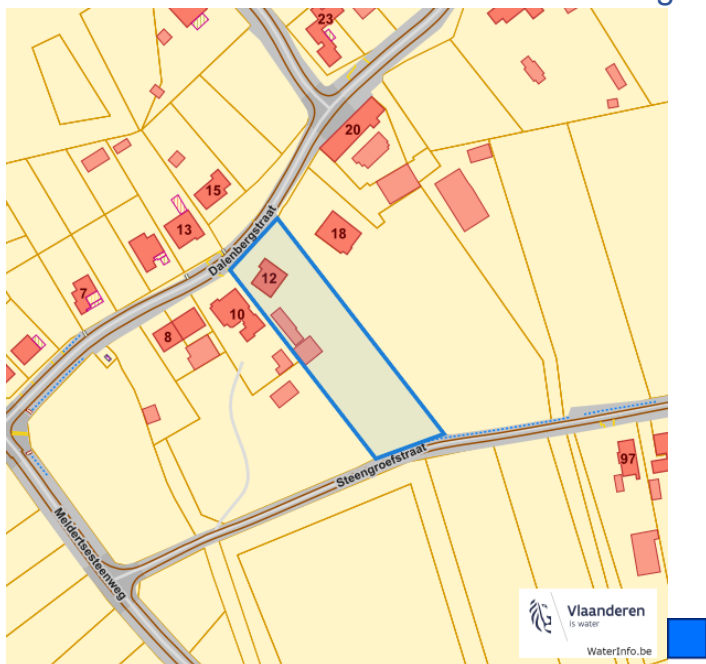 23
20
15
13
18
Dalenbergstraat
12
7
10
8
Steengroefstraat
97
Meldertsesteenweg
Vlaanderen
is water
WaterInfo.be